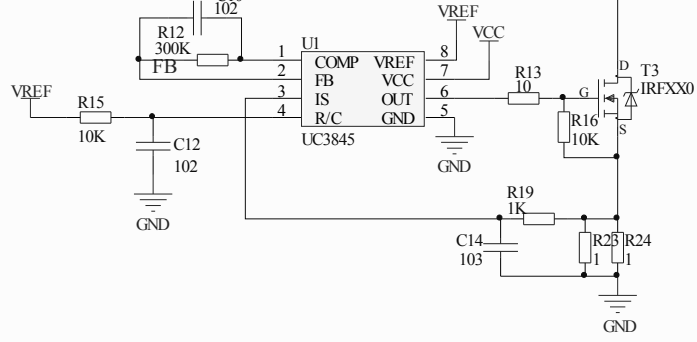 102
R12
300K
FB
VREF
VCC
U1
1
2
3
4
COMP
FB
IS
R/C
VREF
VCC
OUT
GND
8
7
6
5
UC3845
GND
VREF
R15
10K
C12
102
GND
R13
10
G
D
S
T3
IRFXX0
R16
10K
R19
1K
C14
103
R23
1
R24
1
GND